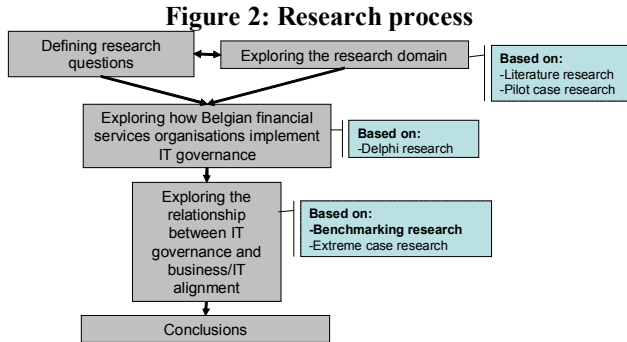 Figure 2: Research process
Defining research
questions
Exploring the research domain
Based on:
-Literature research
-Pilot case research
Exploring how Belgian financial
services organisations implement
IT governance
Based on:
-Delphi research
Exploring the
relationship
between IT
governance and
business/IT
alignment
Based on:
-Benchmarking research
-Extreme case research
Conclusions